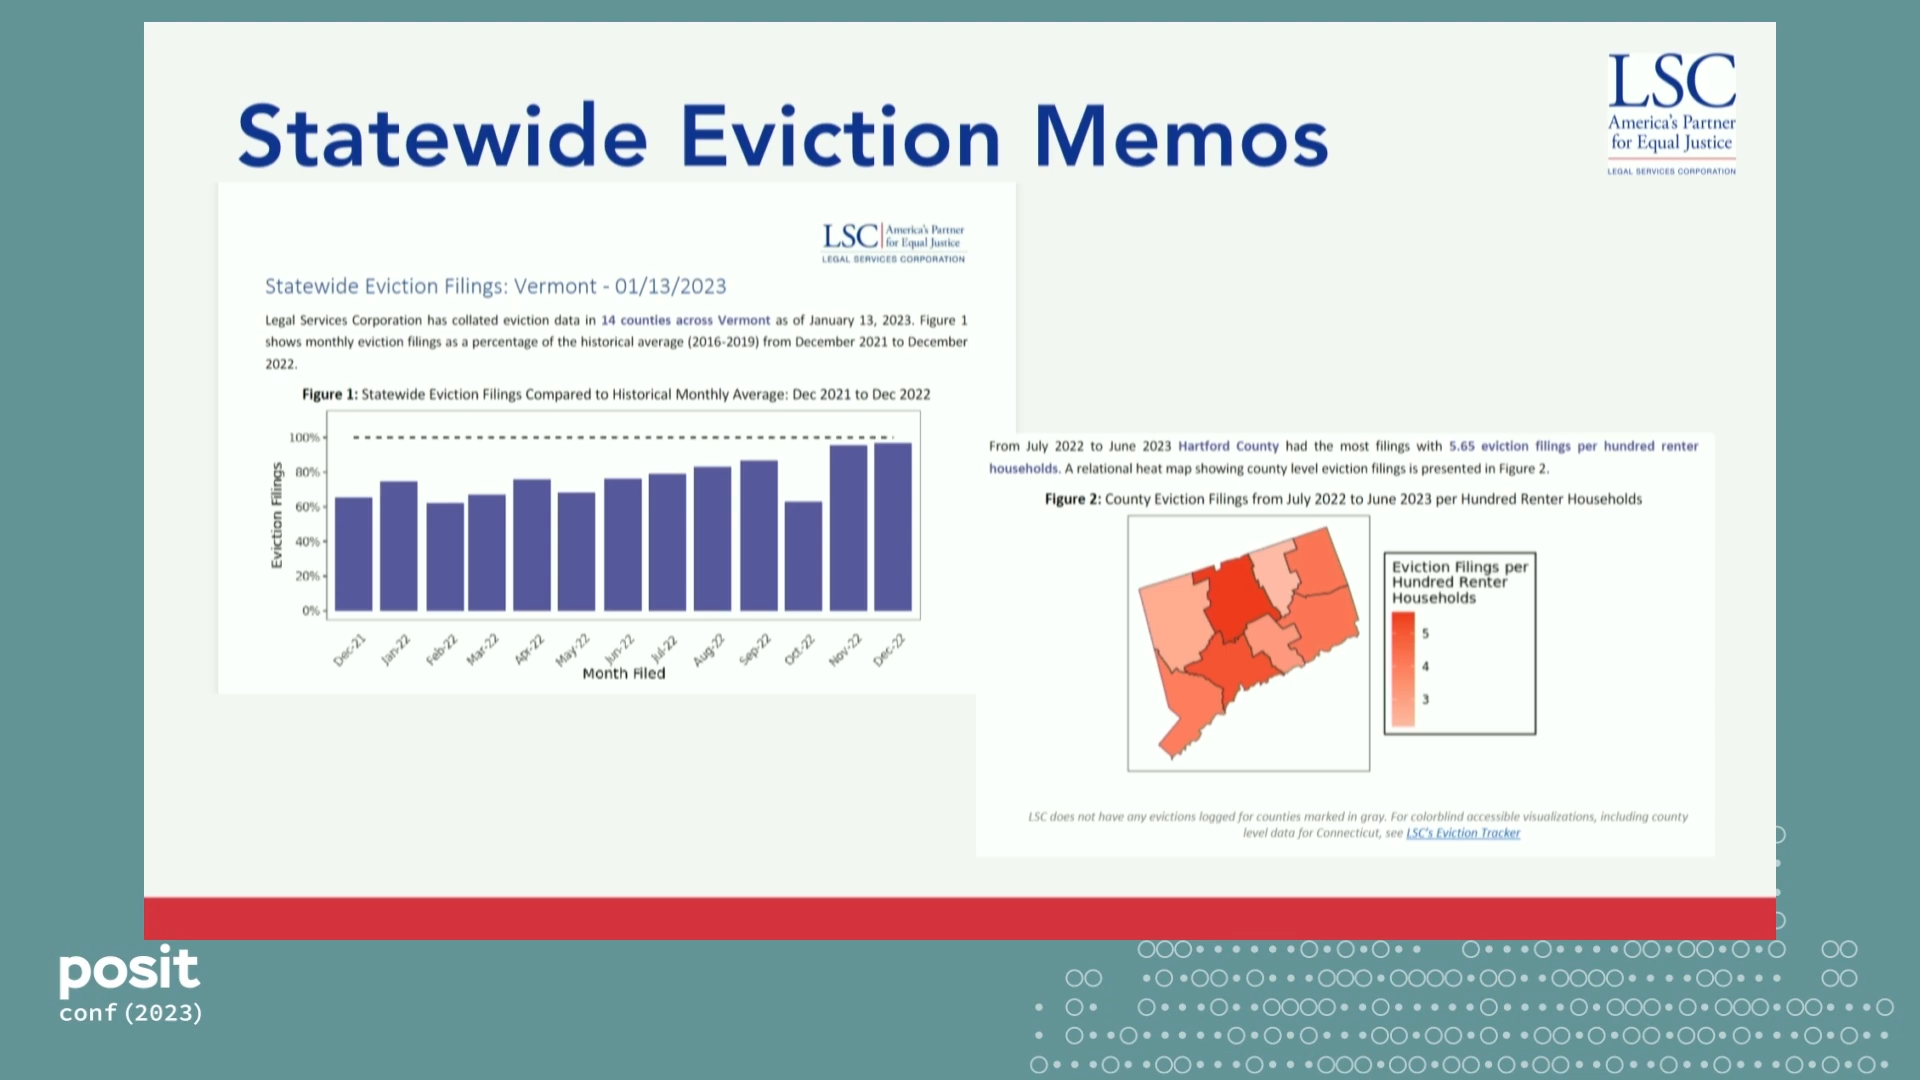 Statewide Eviction Memos
LSC
America's Partner
for Equal Justice
LEGAL SERVICES CORPORATION
LSC
America's Partner
for Equal Justice
LEGAL SERVICES CORPORATION
Statewide Eviction Filings: Vermont - 01/13/2023
Legal Services Corporation has collated eviction data in 14 counties across Vermont as of January 13, 2023. Figure 1
shows monthly eviction filings as a percentage of the historical average (2016-2019) from December 2021 to December
2022.
Figure 1: Statewide Eviction Filings Compared to Historical Monthly Average: Dec 2021 to Dec 2022
Eviction Filings
100%
80%
60%
40%
20%
0%
Dec-21
Jan-22
Feb-22
Mar-22
Apr-22
May-22
Jun-22
Jul-22
Aug-22
Sep-22
Oct-22
Nov-22
Dec-22
Month Filed
From July 2022 to June 2023 Hartford County had the most filings with 5.65 eviction filings per hundred renter
households. A relational heat map showing county level eviction filings is presented in Figure 2.
Figure 2: County Eviction Filings from July 2022 to June 2023 per Hundred Renter Households
Eviction Filings per
Hundred Renter
Households
5
4
3
LSC does not have any evictions logged for counties marked in gray. For colorblind accessible visualizations, including county
level data for Connecticut, see LSC's Eviction Tracker
posit
conf(2023)